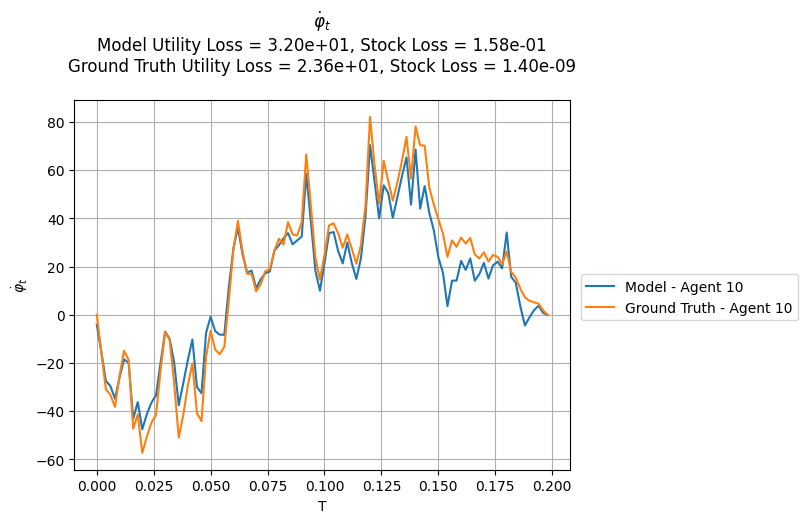 φ̇ₜ
Model Utility Loss = 3.20e+01, Stock Loss = 1.58e-01
Ground Truth Utility Loss = 2.36e+01, Stock Loss = 1.40e-09
80
60
40
20
0
−20
−40
−60
φ̇ₜ
0.000 0.025 0.050 0.075 0.100 0.125 0.150 0.175 0.200
T
Model - Agent 10
Ground Truth - Agent 10